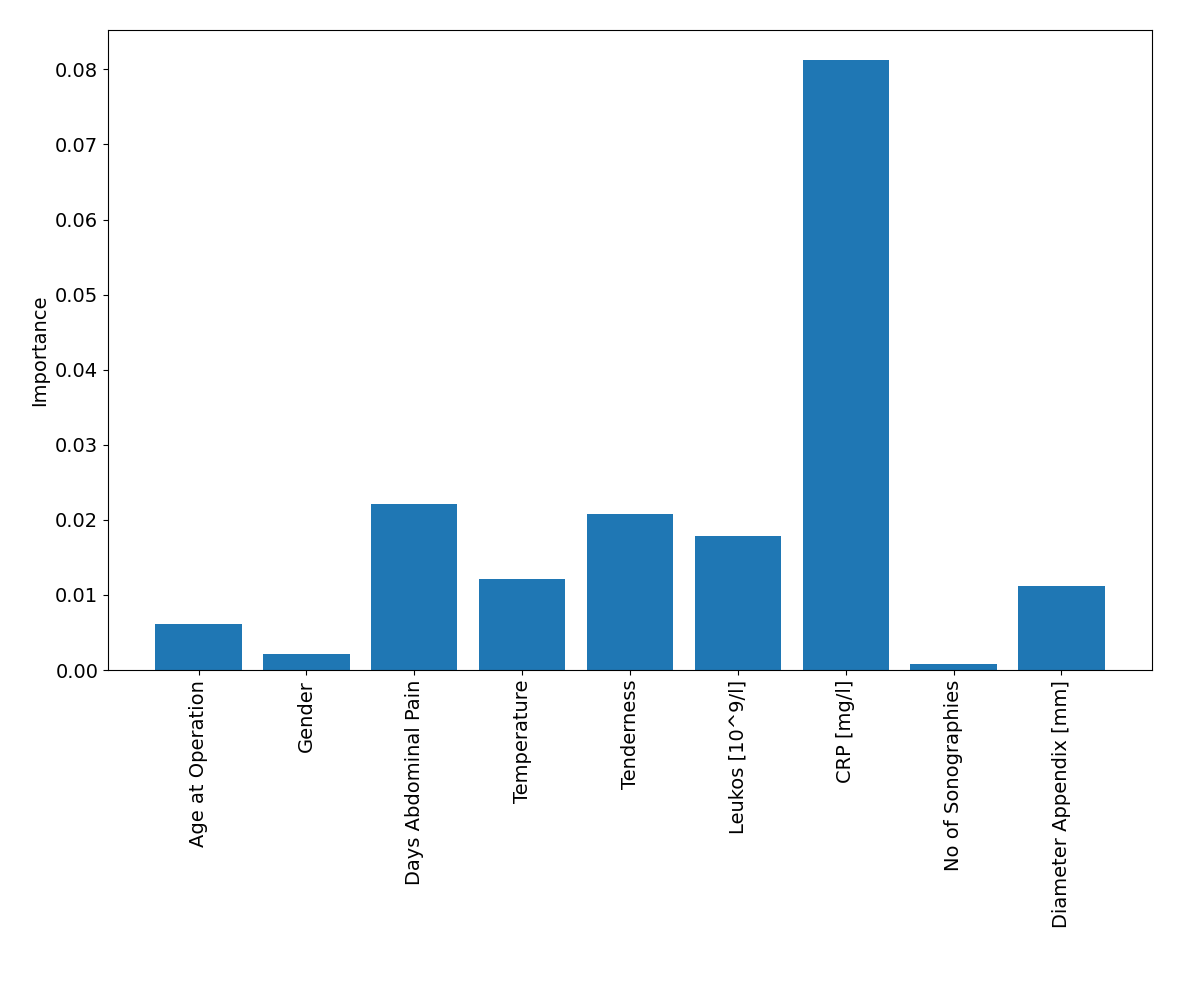 Importance
0.08
0.07
0.06
0.05
0.04
0.03
0.02
0.01
0.00
Age at Operation
Gender
Days Abdominal Pain
Temperature
Tenderness
Leukos [10^9/l]
CRP [mg/l]
No of Sonographies
Diameter Appendix [mm]